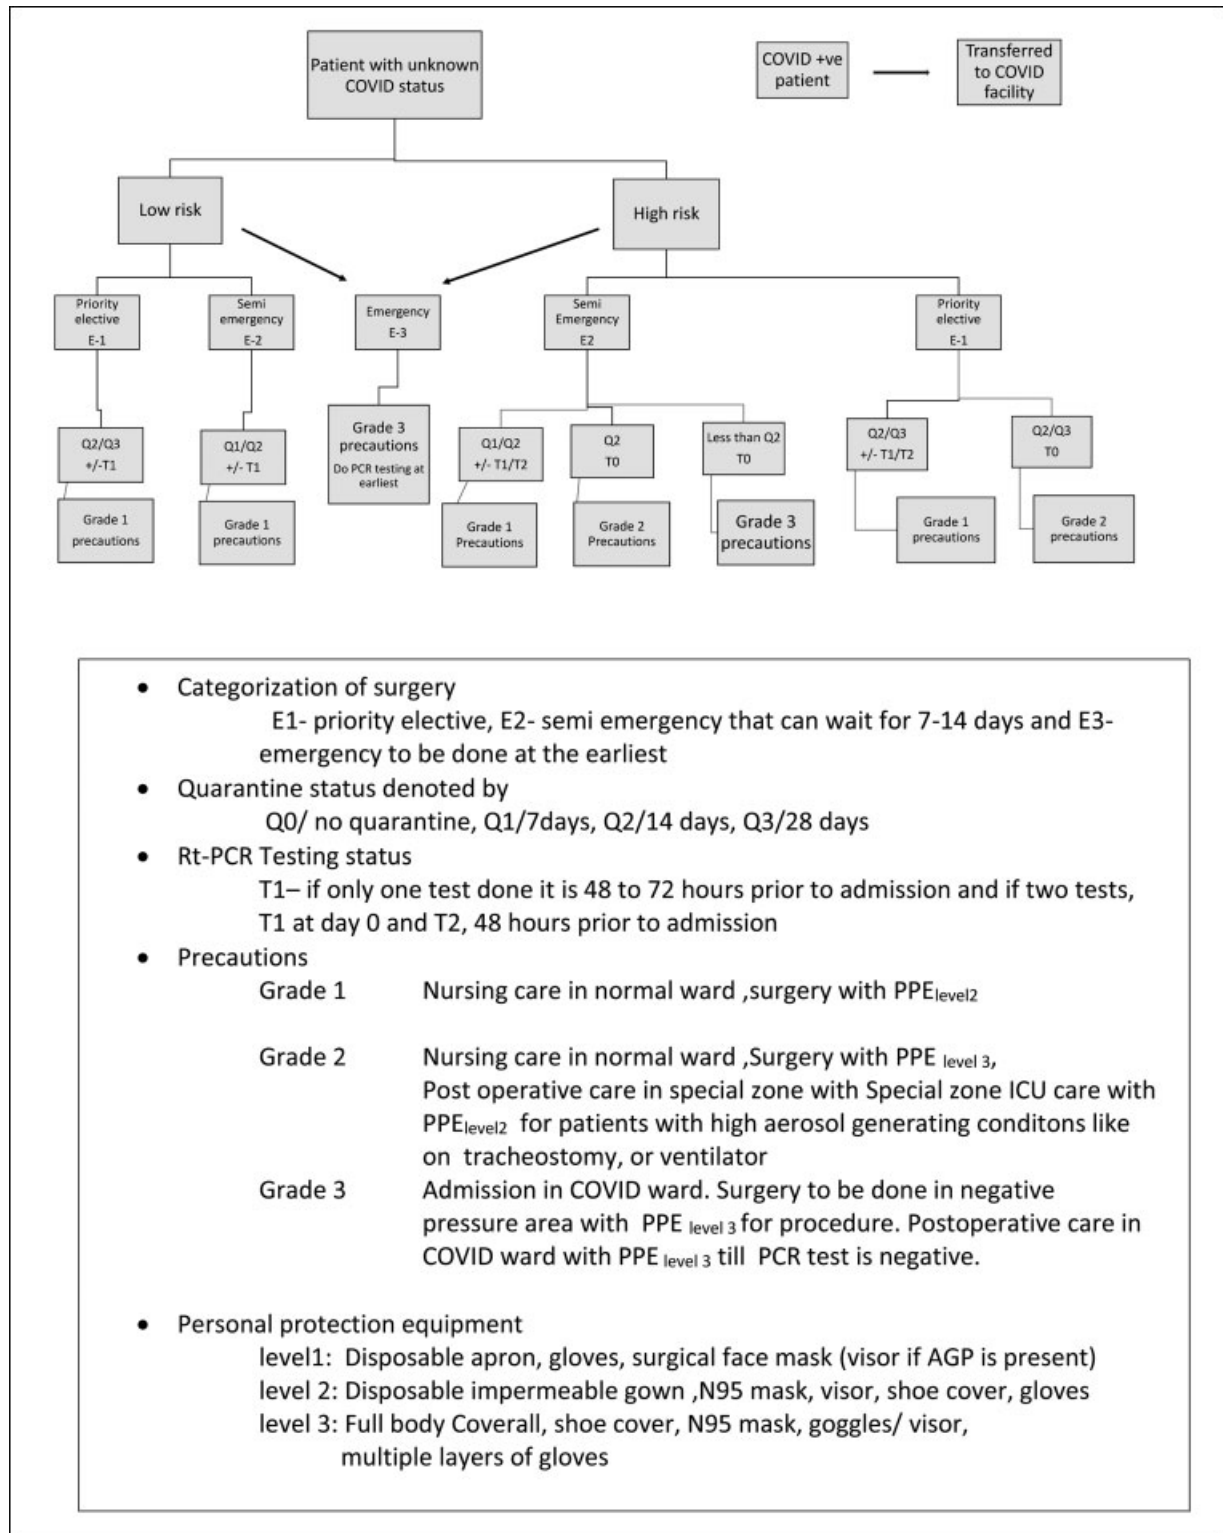 Patient with unknown
COVID status
COVID +ve
patient
Transferred
to COVID
facility
Low risk
High risk
Priority
elective
E-1
Semi
emergency
E-2
Emergency
E-3
Semi
Emergency
E2
Priority
elective
E-1
Q2/Q3
+/-T1
Q1/Q2
+/- T1
Grade 3
precautions
Do PCR testing at
earliest
Q1/Q2
+/- T1/T2
Q2
T0
Less than Q2
T0
Q2/Q3
+/- T1/T2
Q2/Q3
T0
Grade 1
precautions
Grade 1
precautions
Grade 1
Precautions
Grade 2
Precautions
Grade 3
precautions
Grade 1
precautions
Grade 2
precautions
• Categorization of surgery
E1- priority elective, E2- semi emergency that can wait for 7-14 days and E3-
emergency to be done at the earliest
• Quarantine status denoted by
Q0/ no quarantine, Q1/7days, Q2/14 days, Q3/28 days
• Rt-PCR Testing status
T1– if only one test done it is 48 to 72 hours prior to admission and if two tests,
T1 at day 0 and T2, 48 hours prior to admission
• Precautions
Grade 1 Nursing care in normal ward ,surgery with PPElevel2
Grade 2 Nursing care in normal ward ,Surgery with PPE level 3,
Post operative care in special zone with Special zone ICU care with
PPElevel2 for patients with high aerosol generating conditons like
on tracheostomy, or ventilator
Grade 3 Admission in COVID ward. Surgery to be done in negative
pressure area with PPE level 3 for procedure. Postoperative care in
COVID ward with PPE level 3 till PCR test is negative.
• Personal protection equipment
level1: Disposable apron, gloves, surgical face mask (visor if AGP is present)
level 2: Disposable impermeable gown ,N95 mask, visor, shoe cover, gloves
level 3: Full body Coverall, shoe cover, N95 mask, goggles/ visor,
multiple layers of gloves